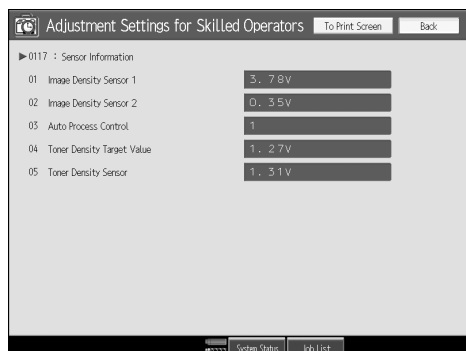 Adjustment Settings for Skilled Operators To Print Screen Back
▶0117 : Sensor Information
01 Image Density Sensor 1 3. 78V
02 Image Density Sensor 2 0. 35V
03 Auto Process Control 1
04 Toner Density Target Value 1. 27V
05 Toner Density Sensor 1. 31V
System Status Job List